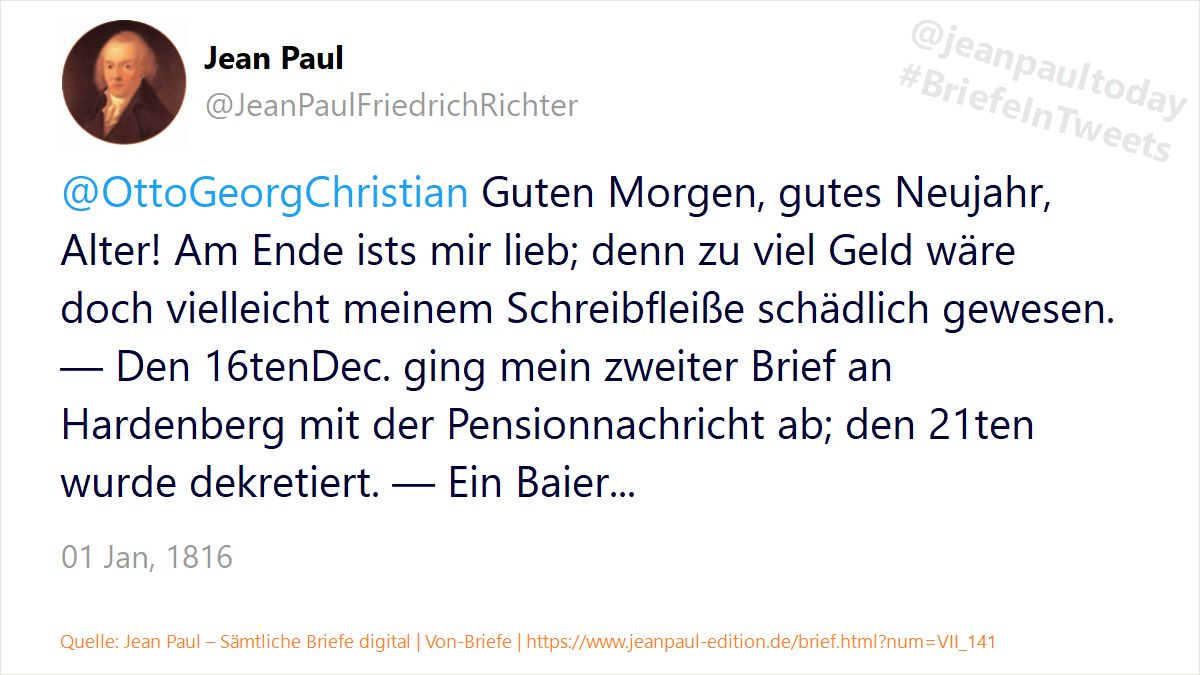 Jean Paul
@JeanPaulFriedrichRichter
@jeanpaultoday
#BriefeInTweets
@OttoGeorgChristian Guten Morgen, gutes Neujahr,
Alter! Am Ende ists mir lieb; denn zu viel Geld wäre
doch vielleicht meinem Schreibfleiße schädlich gewesen.
— Den 16tenDec. ging mein zweiter Brief an
Hardenberg mit der Pensionnachricht ab; den 21ten
wurde dekretiert. — Ein Baier...
01 Jan, 1816
Quelle: Jean Paul – Sämtliche Briefe digital | Von-Briefe | https://www.jeanpaul-edition.de/brief.html?num=VII_141